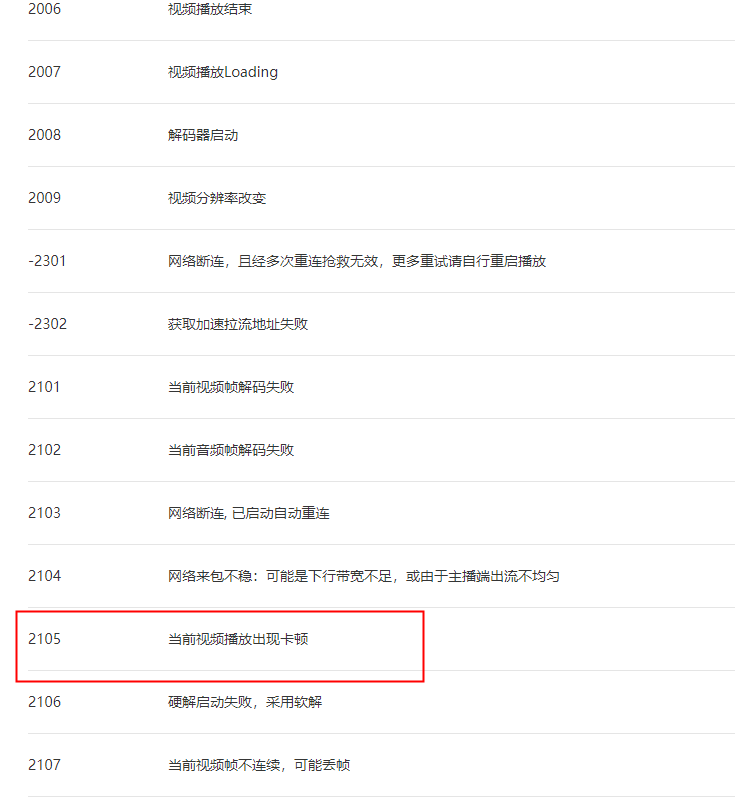 2006 视频播放结束
2007 视频播放Loading
2008 解码器启动
2009 视频分辨率改变
-2301 网络断连，且经多次重连抢救无效，更多重试请自行重启播放
-2302 获取加速拉流地址失败
2101 当前视频帧解码失败
2102 当前音频帧解码失败
2103 网络断连, 已启动自动重连
2104 网络来包不稳：可能是下行带宽不足，或由于主播端出流不均匀
2105 当前视频播放出现卡顿
2106 硬解启动失败，采用软解
2107 当前视频帧不连续，可能丢帧